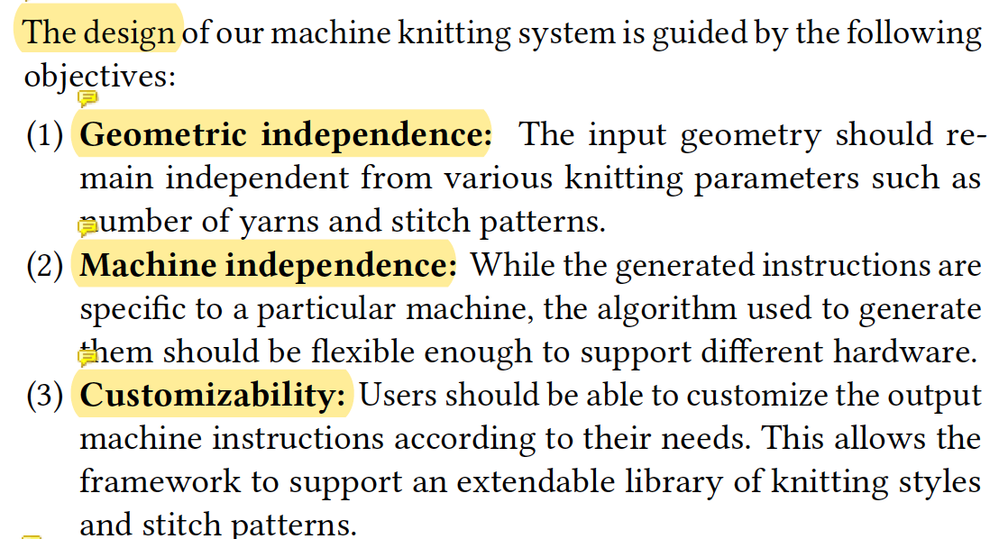 The design of our machine knitting system is guided by the following
objectives:
(1) Geometric independence: The input geometry should re-
main independent from various knitting parameters such as
number of yarns and stitch patterns.
(2) Machine independence: While the generated instructions are
specific to a particular machine, the algorithm used to generate
them should be flexible enough to support different hardware.
(3) Customizability: Users should be able to customize the output
machine instructions according to their needs. This allows the
framework to support an extendable library of knitting styles
and stitch patterns.